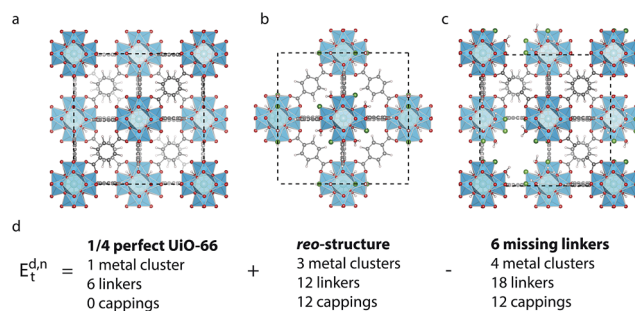 a
b
c
d
1/4 perfect UiO-66
reo-structure
6 missing linkers
E_t^{d,n} = 1 metal cluster + 3 metal clusters - 4 metal clusters
6 linkers
12 linkers
18 linkers
0 cappings
12 cappings
12 cappings